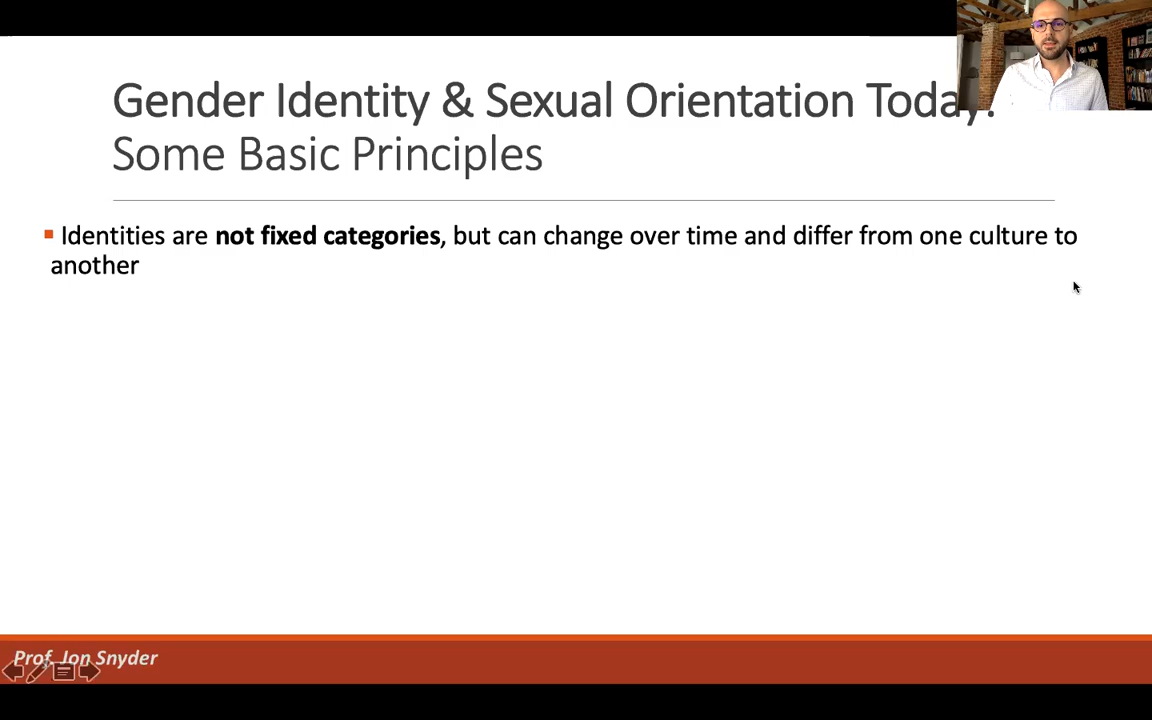 Gender Identity & Sexual Orientation Today:
Some Basic Principles
▪ Identities are not fixed categories, but can change over time and differ from one culture to
another
Prof. Jon Snyder